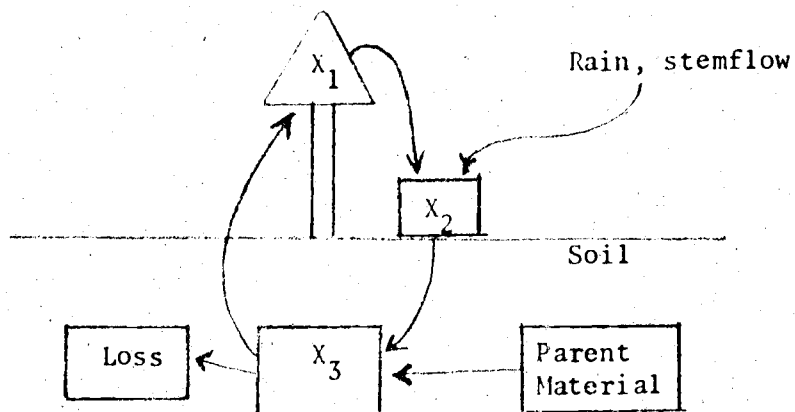 X1
Rain, stemflow
X2
Soil
Loss
X3
Parent
Material